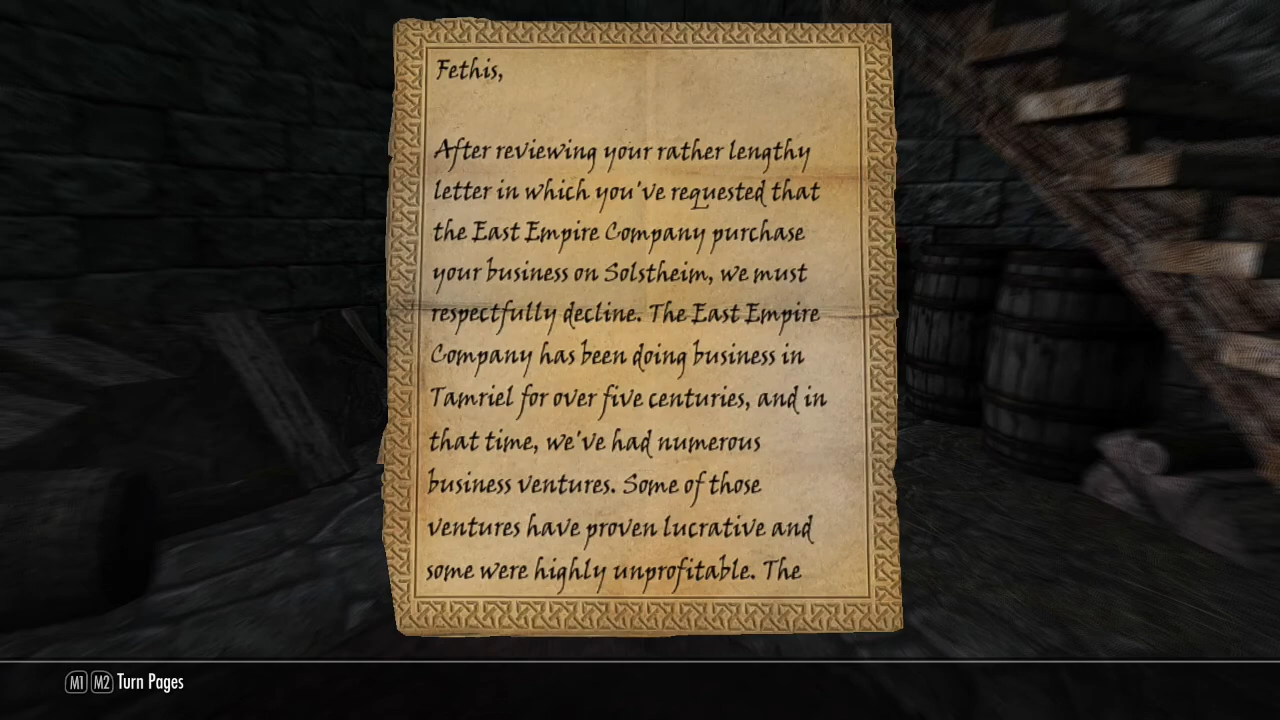 Fethis,
After reviewing your rather lengthy
letter in which you've requested that
the East Empire Company purchase
your business on Solstheim, we must
respectfully decline. The East Empire
Company has been doing business in
Tamriel for over five centuries, and in
that time, we've had numerous
business ventures. Some of those
ventures have proven lucrative and
some were highly unprofitable. The
M1 M2 Turn Pages